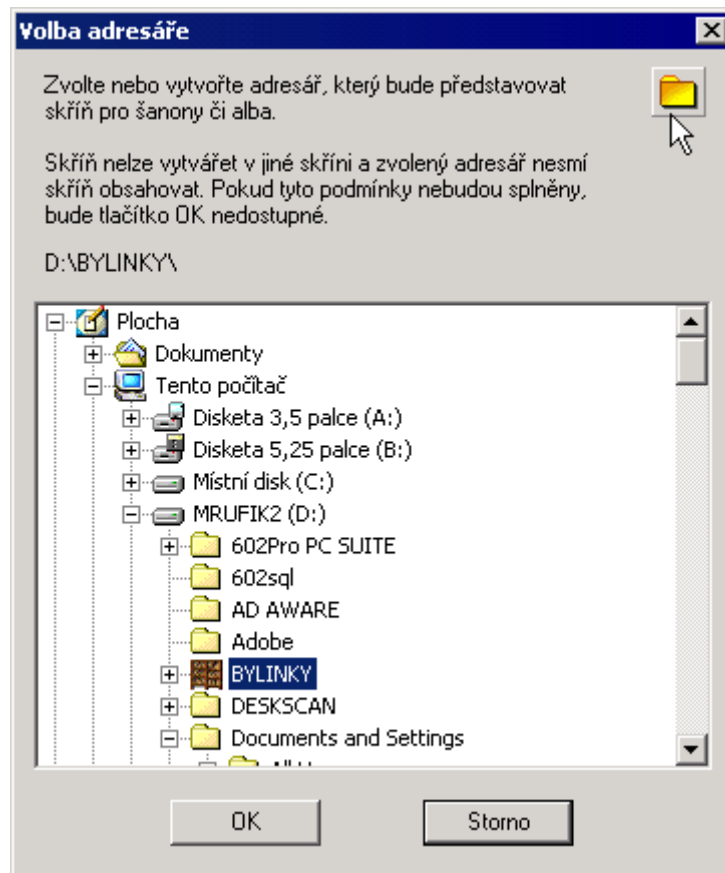 Volba adresáře
Zvolte nebo vytvořte adresář, který bude představovat
skříň pro šanony či alba.
Skříň nelze vytvářet v jiné skříni a zvolený adresář nesmí
skříň obsahovat. Pokud tyto podmínky nebudou splněny,
bude tlačítko OK nedostupné.
D:\BYLINKY\
Plocha
Dokumenty
Tento počítač
Disketa 3,5 palce (A:)
Disketa 5,25 palce (B:)
Místní disk (C:)
MRUFIK2 (D:)
602Pro PC SUITE
602sql
AD AWARE
Adobe
BYLINKY
DESKSCAN
Documents and Settings
OK Storno